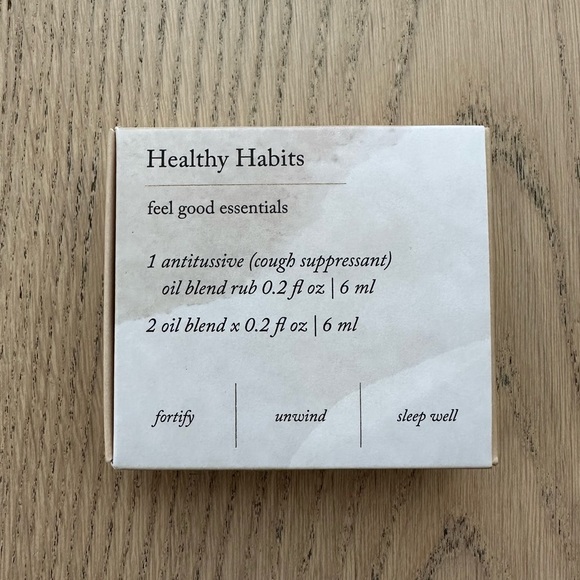 Healthy Habits
feel good essentials
1 antitussive (cough suppressant)
oil blend rub 0.2 fl oz | 6 ml
2 oil blend x 0.2 fl oz | 6 ml
fortify | unwind | sleep well